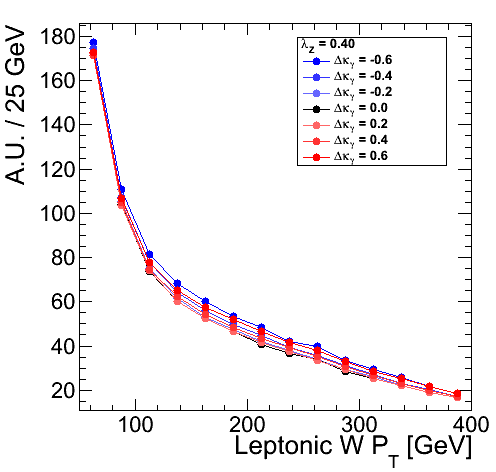 A.U. / 25 GeV
180
160
140
120
100
80
60
40
20
λZ = 0.40
Δκγ = -0.6
Δκγ = -0.4
Δκγ = -0.2
Δκγ = 0.0
Δκγ = 0.2
Δκγ = 0.4
Δκγ = 0.6
100 200 300 400
Leptonic W PT [GeV]